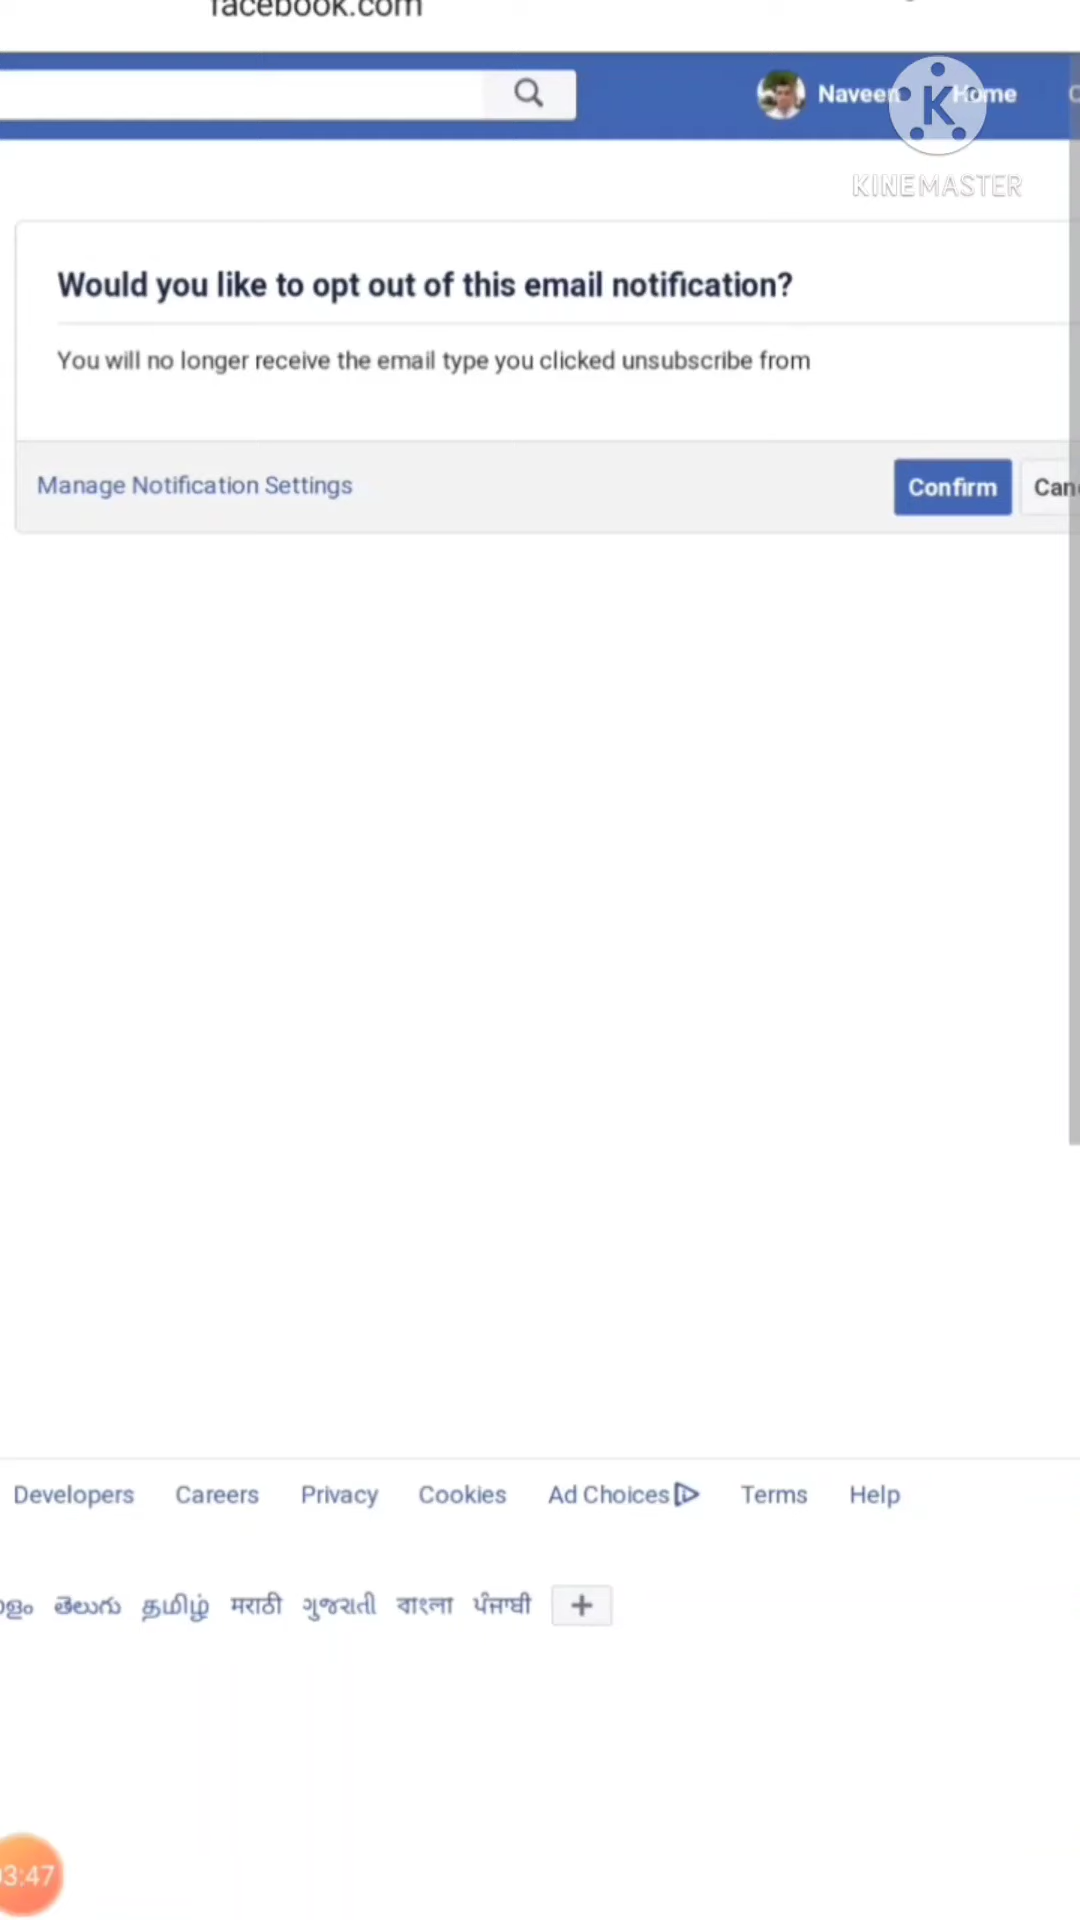 facebook.com
Naveen Home
K
KINEMASTER
Would you like to opt out of this email notification?
You will no longer receive the email type you clicked unsubscribe from
Manage Notification Settings Confirm
Developers Careers Privacy Cookies Ad Choices Terms Help
తెలుగు தமிழ் मराठी ગુજરાતી বাংলা ਪੰਜਾਬੀ +
03:47